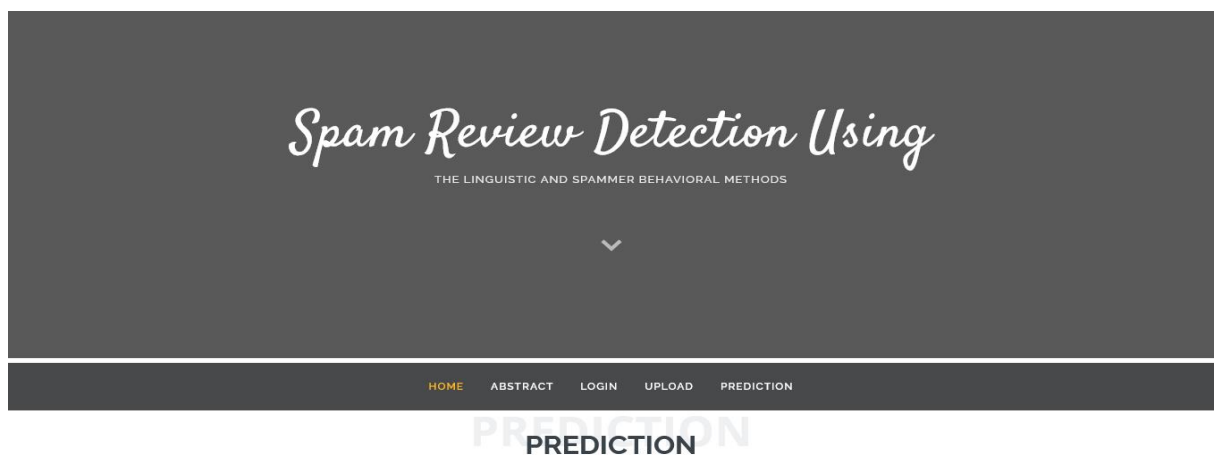 Spam Review Detection Using
THE LINGUISTIC AND SPAMMER BEHAVIORAL METHODS
HOME ABSTRACT LOGIN UPLOAD PREDICTION
PREDICTION
PREDICTION